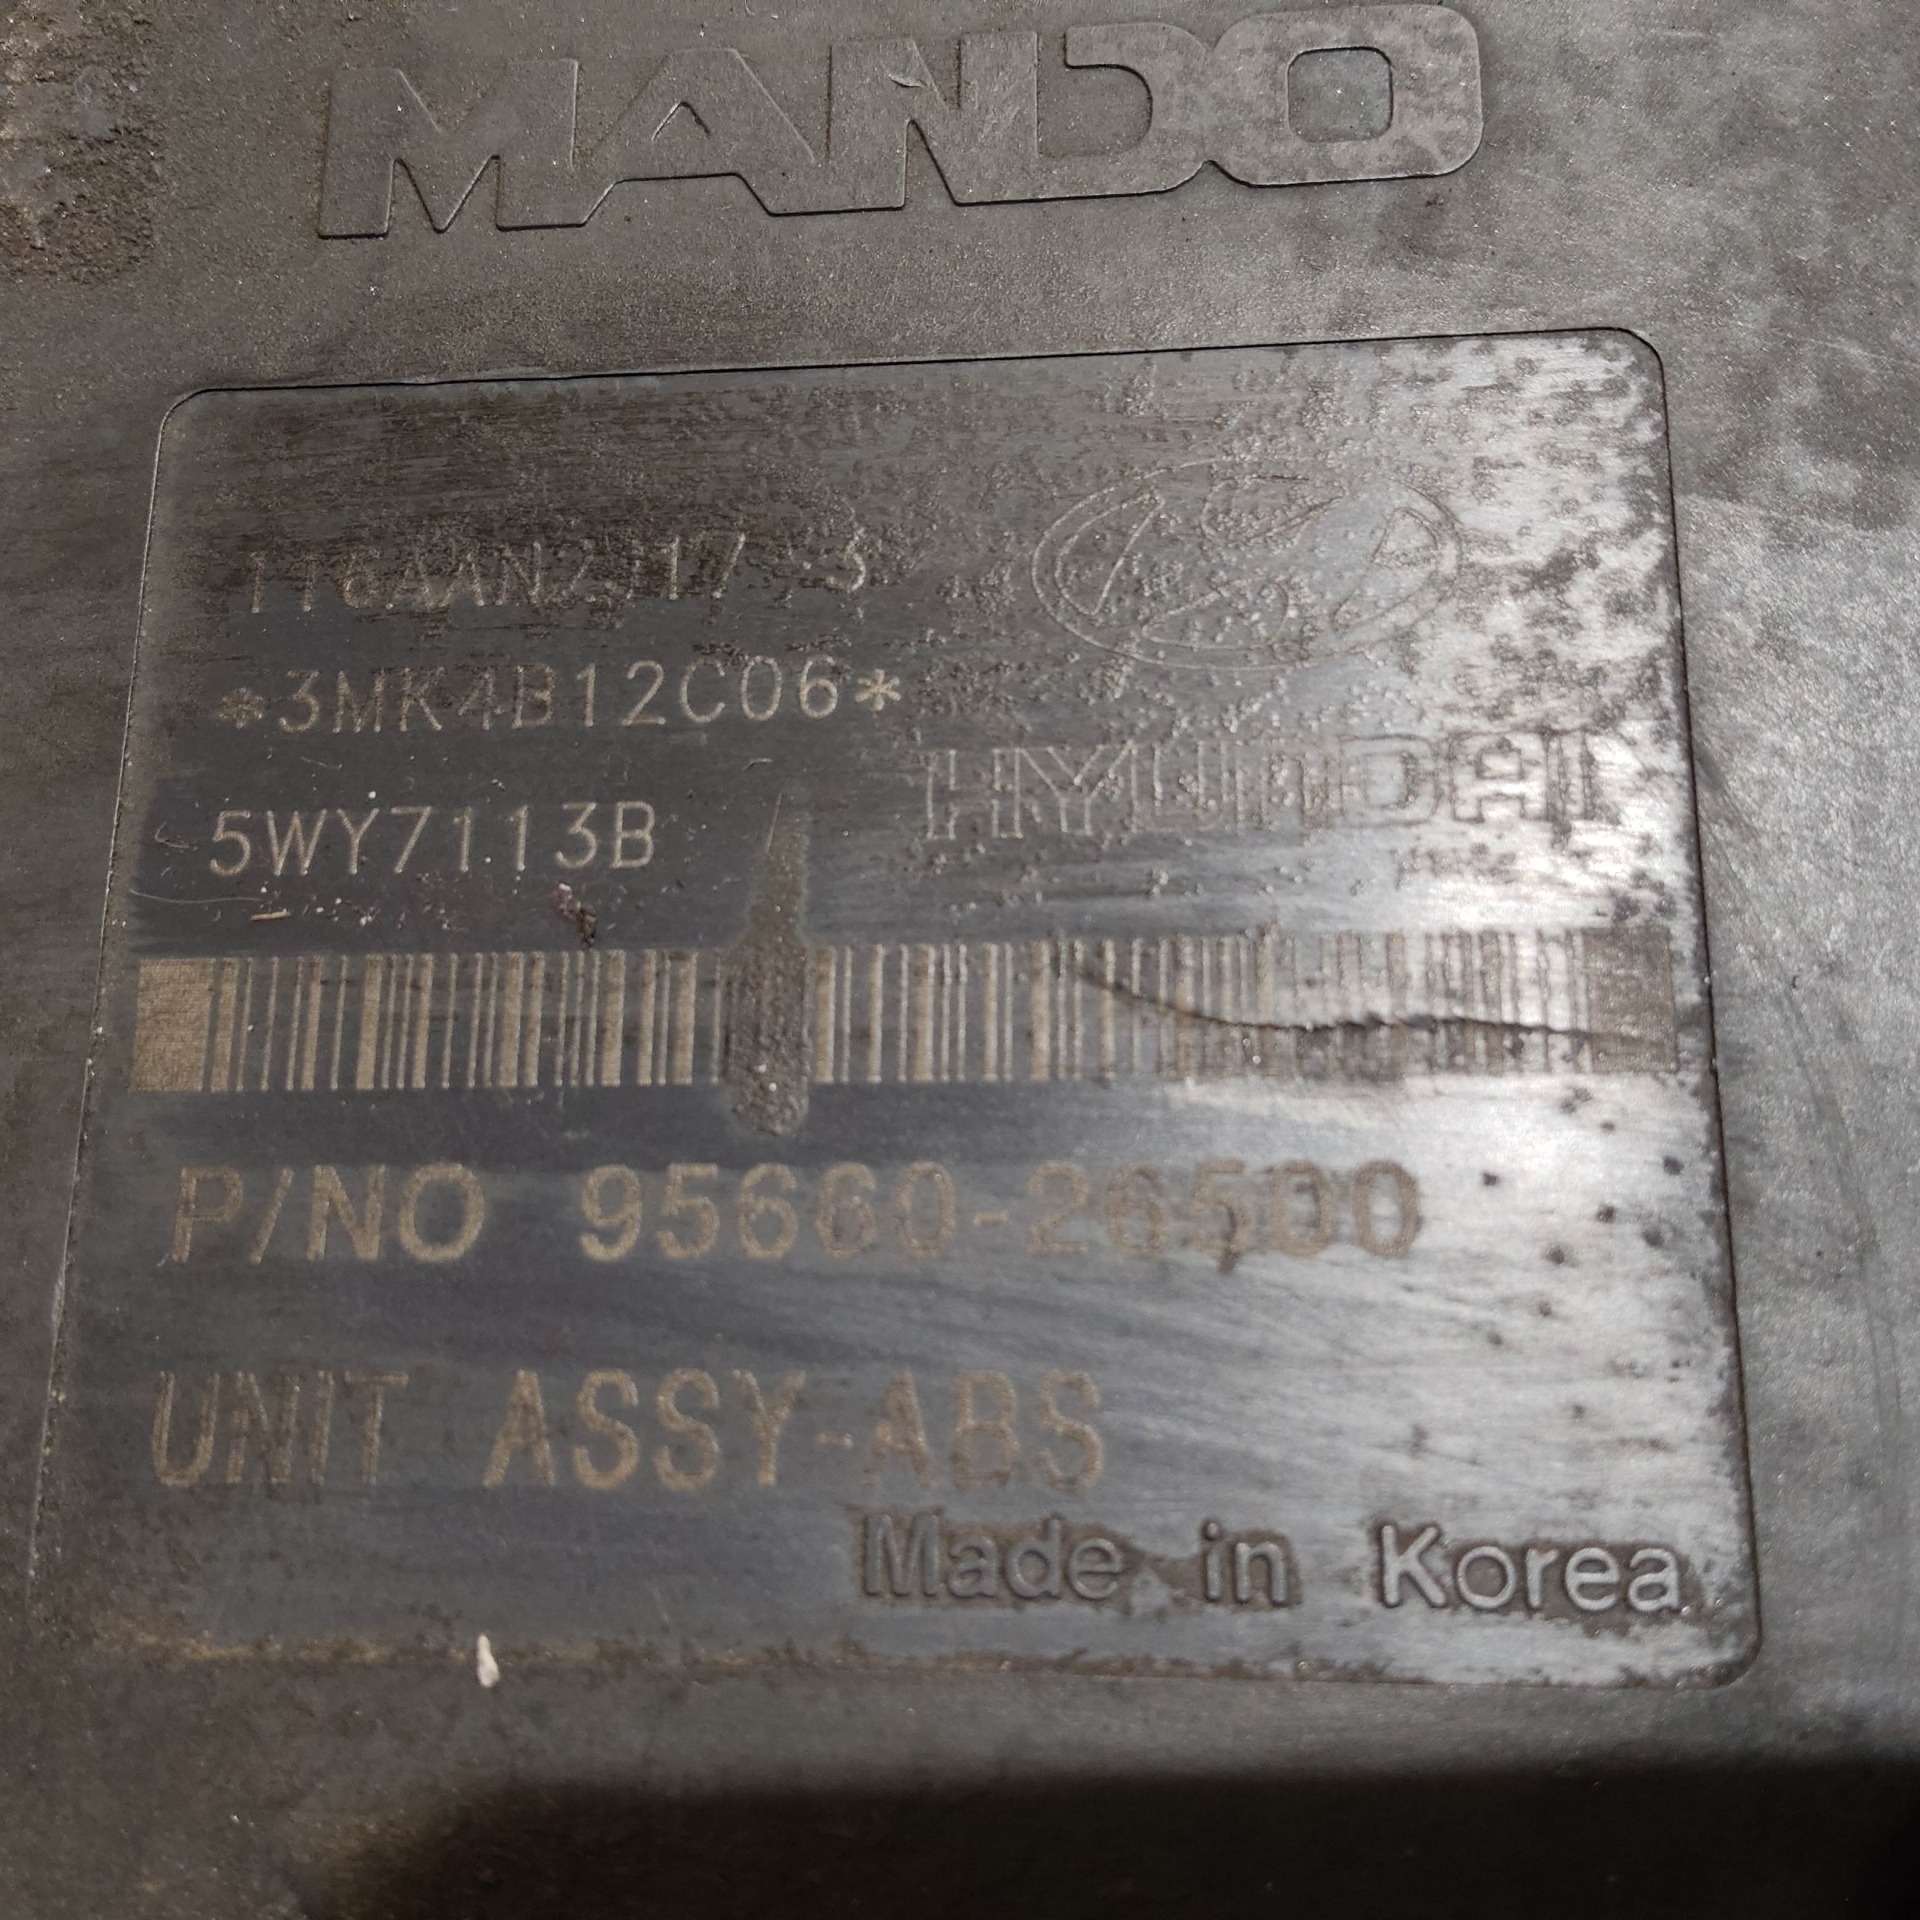 MANDO
*3MK4B12C06*
HYUNDAI
5WY7113B
P/NO 95660-26500
UNIT ASSY-ABS
Made in Korea